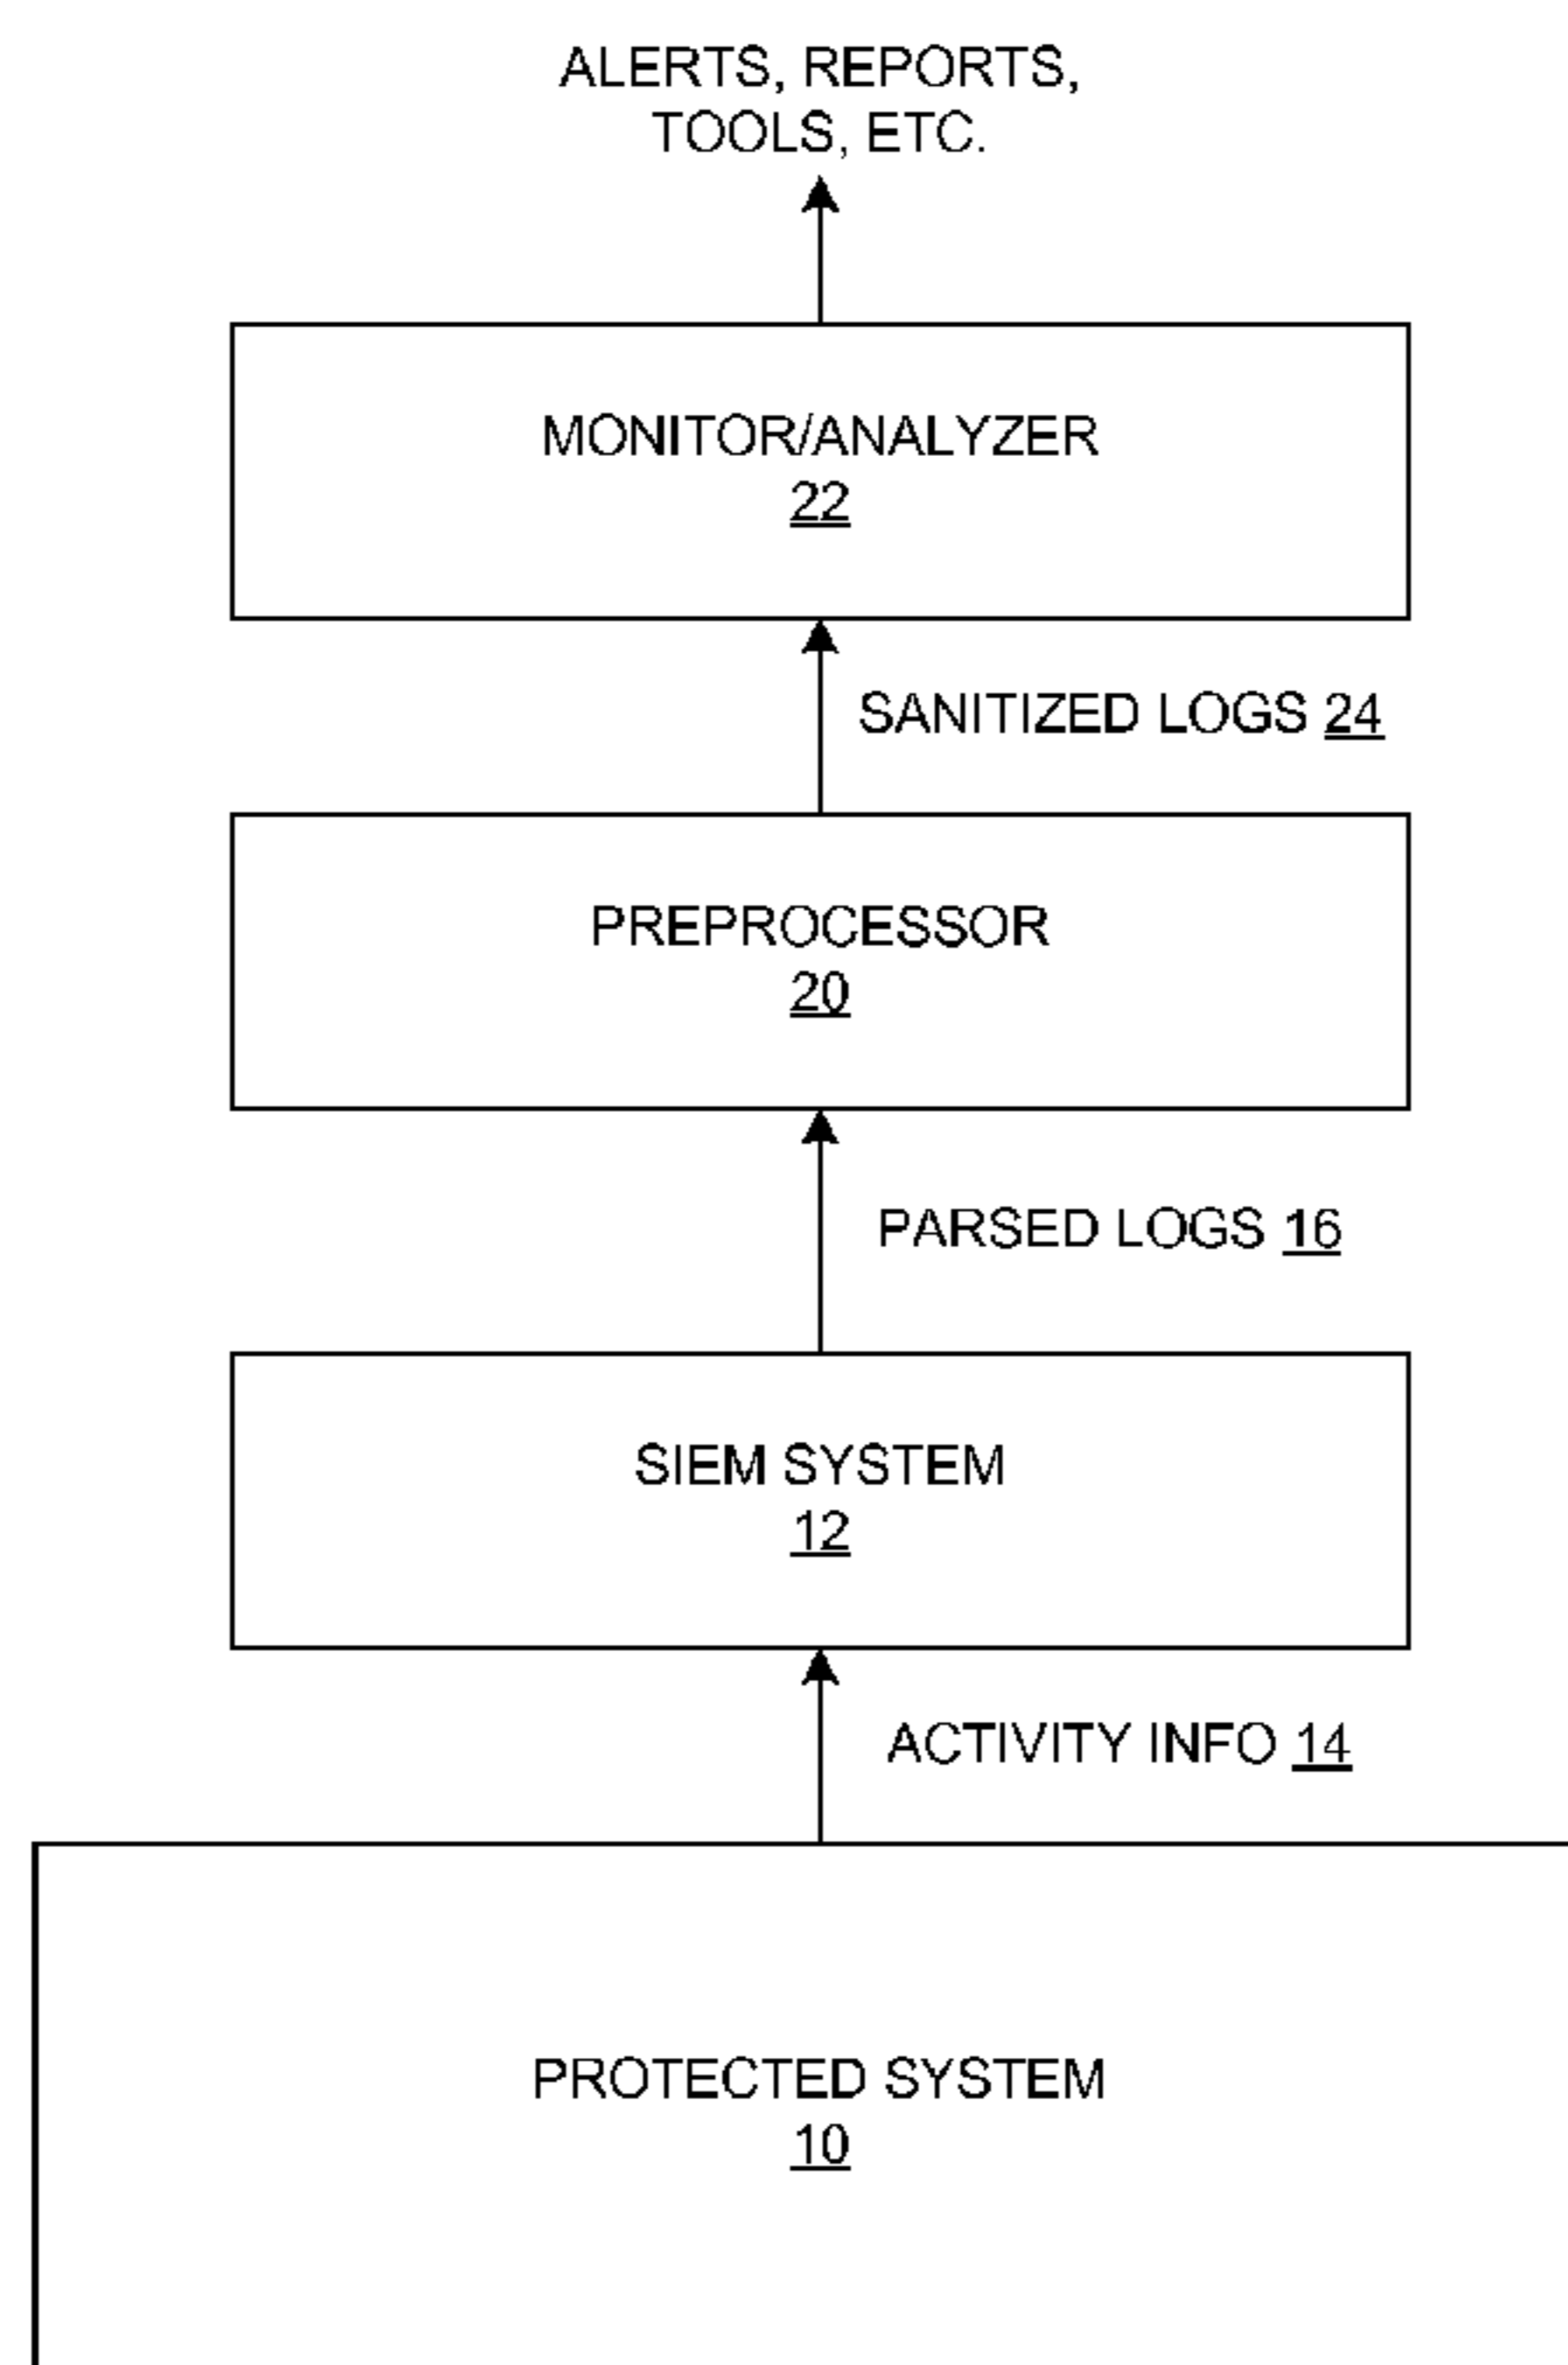 ALERTS, REPORTS,
TOOLS, ETC.
MONITOR/ANALYZER
22
SANITIZED LOGS 24
PREPROCESSOR
20
PARSED LOGS 16
SIEM SYSTEM
12
ACTIVITY INFO 14
PROTECTED SYSTEM
10